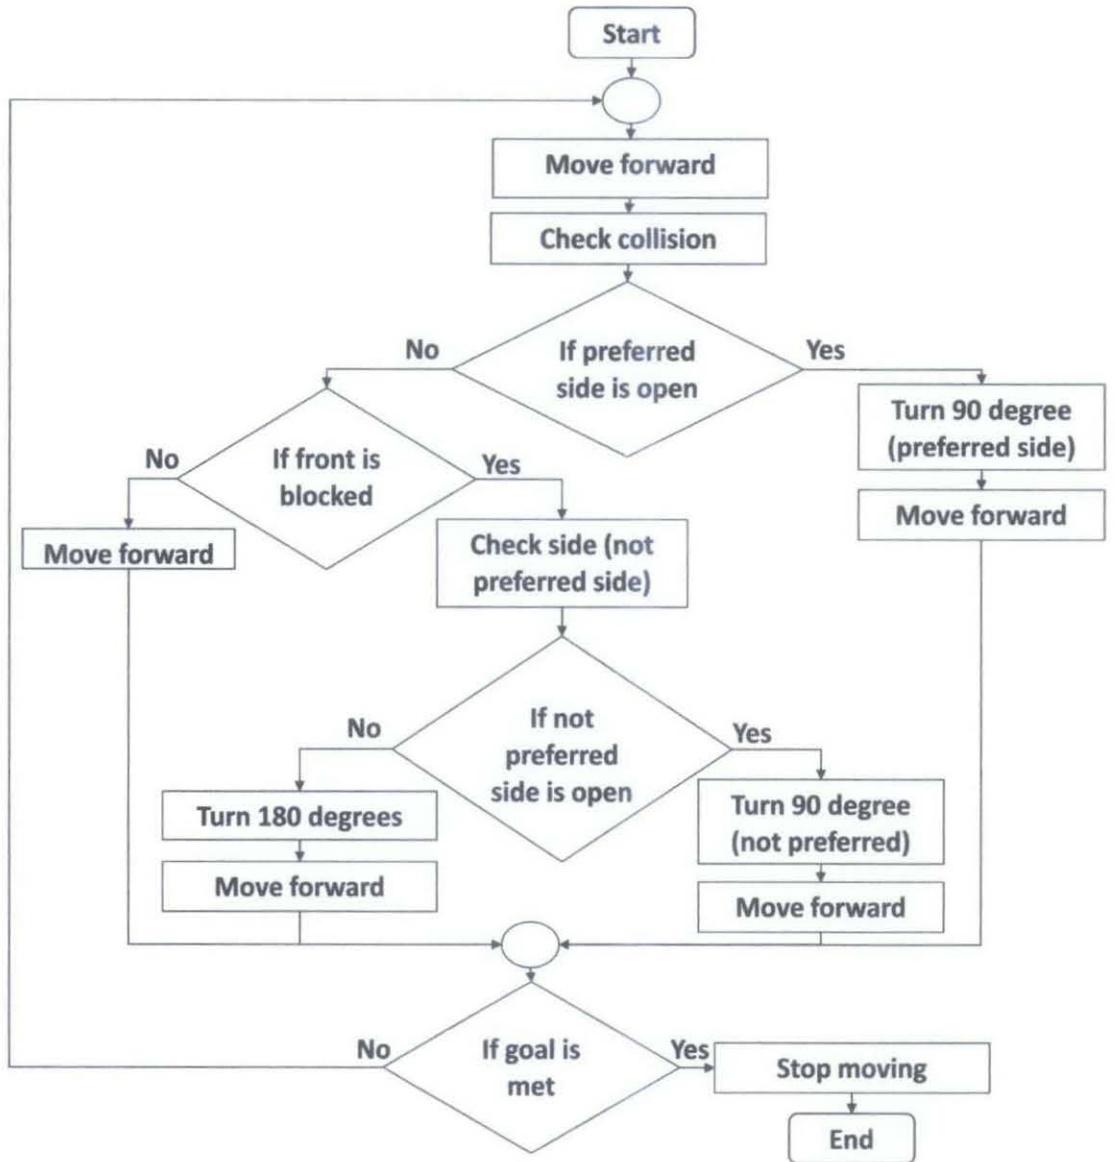 Start
Move forward
Check collision
If preferred
side is open
No
Yes
Turn 90 degree
(preferred side)
Move forward
If front is
blocked
No
Yes
Move forward
Check side (not
preferred side)
If not
preferred
side is open
No
Yes
Turn 180 degrees
Move forward
Turn 90 degree
(not preferred)
Move forward
If goal is
met
No
Yes
Stop moving
End